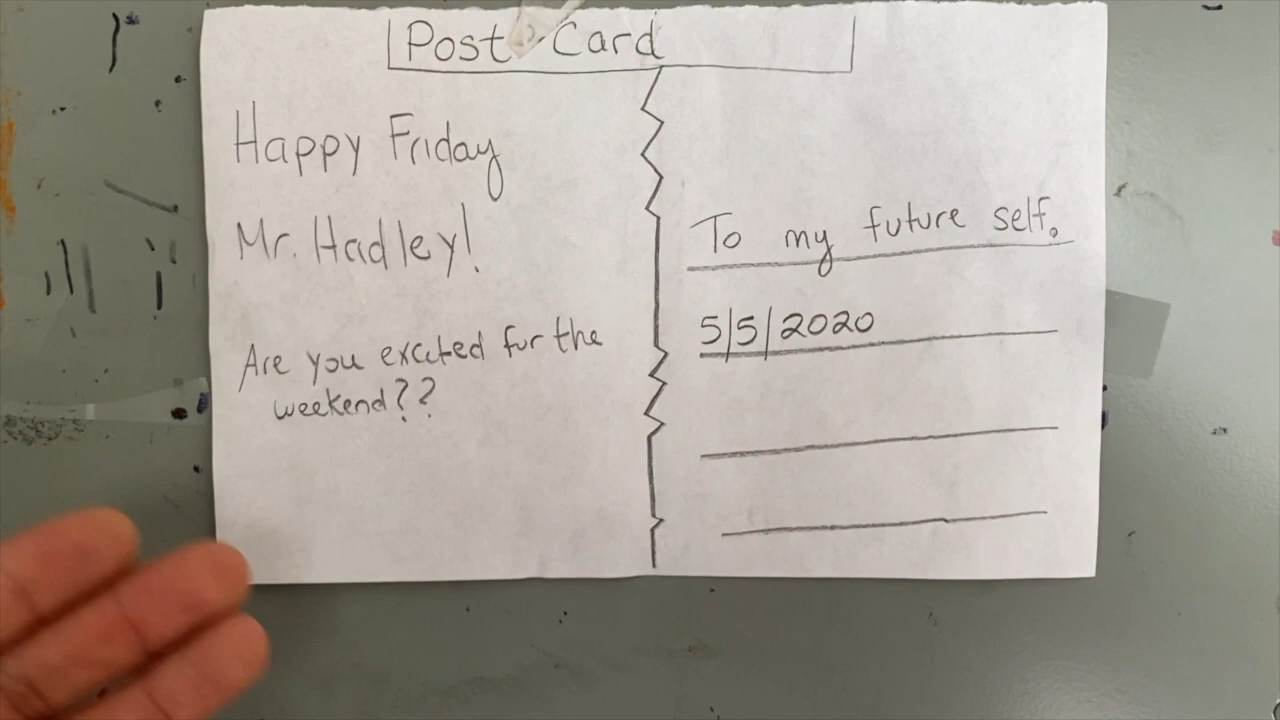 Post Card
Happy Friday
Mr. Hadley!
Are you excited for the
weekend??
To my future self.
5/5/2020